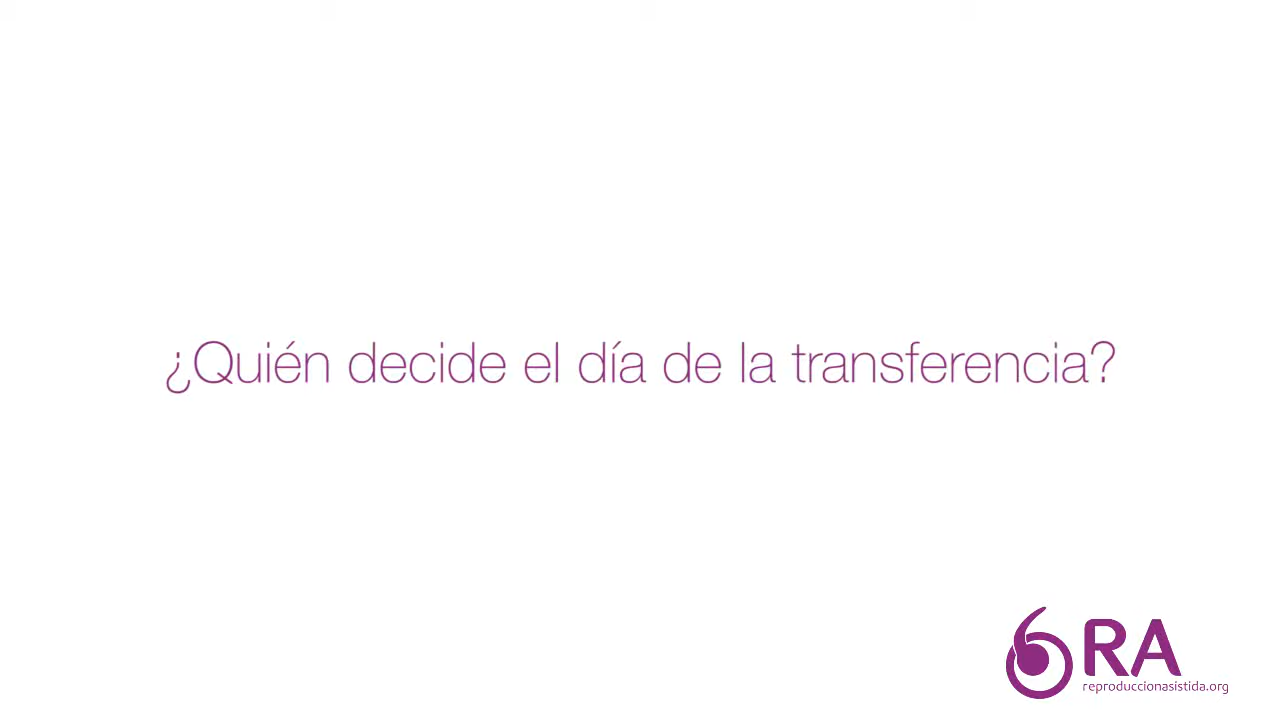 ¿Quién decide el día de la transferencia?
RA
reproduccionasistida.org